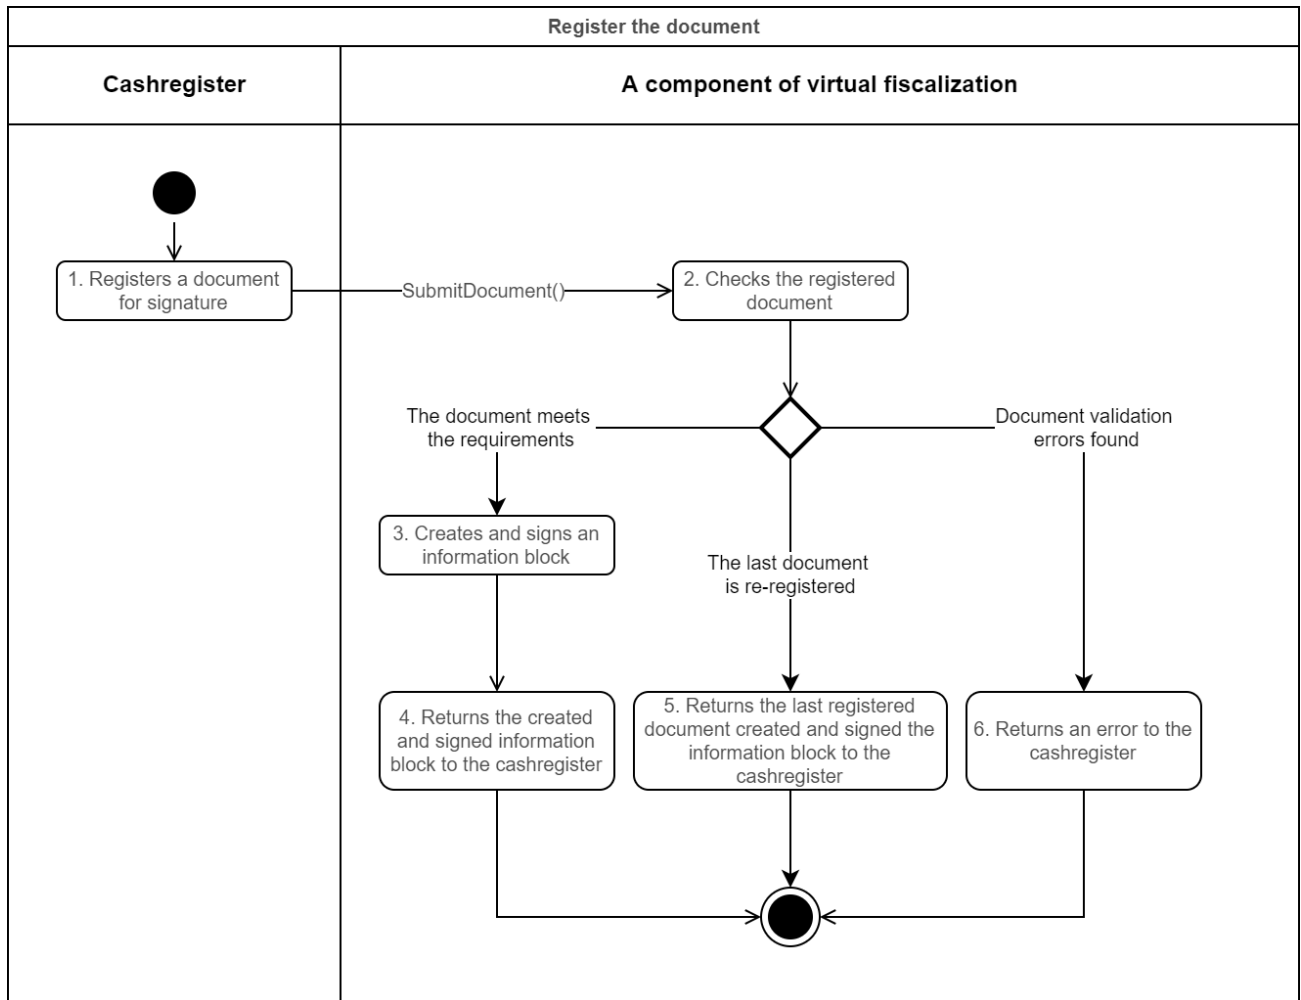 Register the document
Cashregister
A component of virtual fiscalization
1. Registers a document
for signature
SubmitDocument()
2. Checks the registered
document
The document meets
the requirements
Document validation
errors found
3. Creates and signs an
information block
The last document
is re-registered
4. Returns the created
and signed information
block to the cashregister
5. Returns the last registered
document created and signed the
information block to the
cashregister
6. Returns an error to the
cashregister